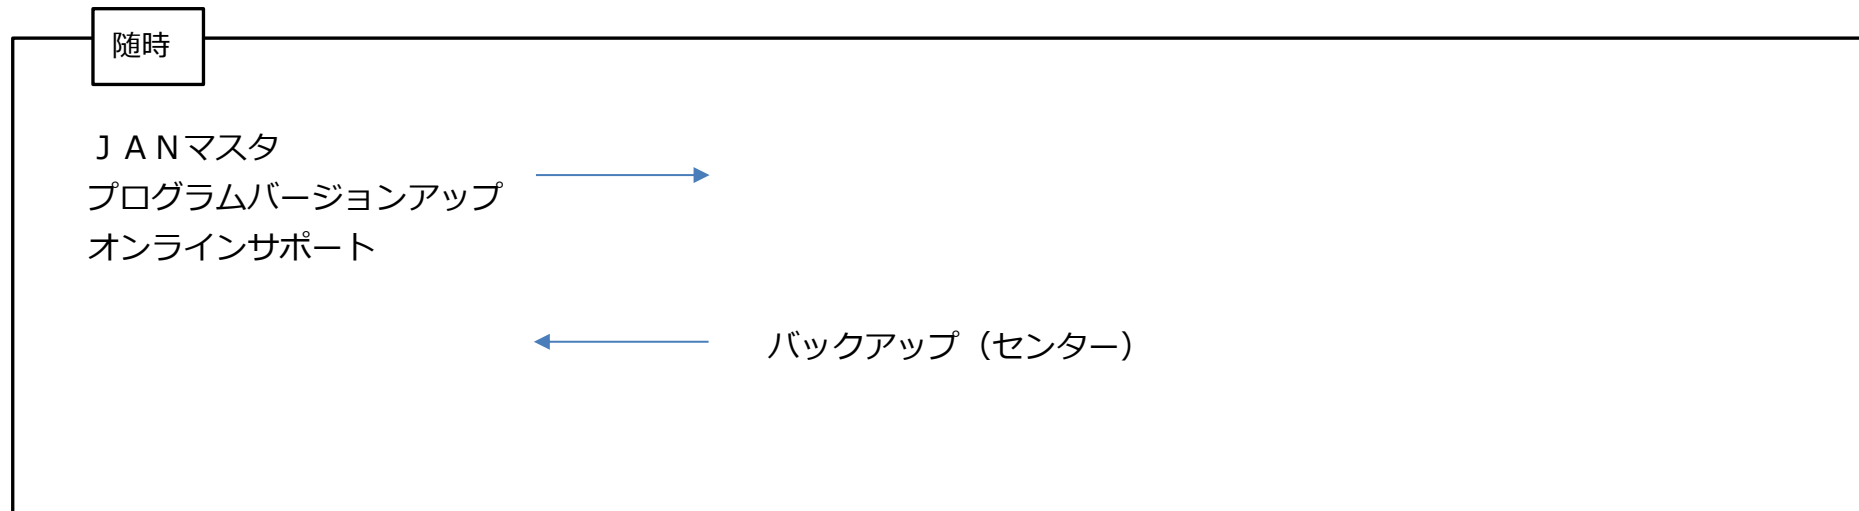 随時
ＪＡＮマスタ
プログラムバージョンアップ
オンラインサポート
バックアップ（センター）